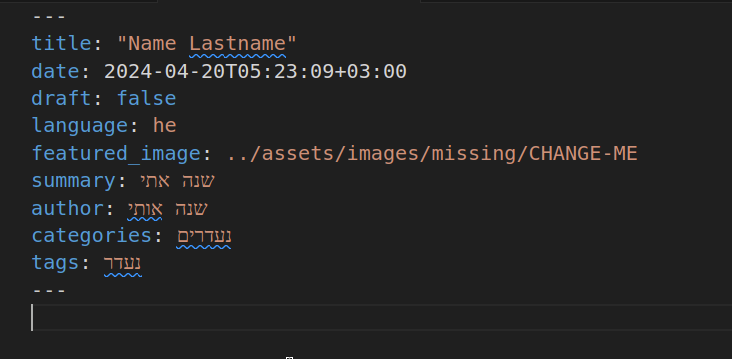 ---
title: "Name Lastname"
date: 2024-04-20T05:23:09+03:00
draft: false
language: he
featured_image: ../assets/images/missing/CHANGE-ME
summary: שנה אתי
author: שנה אותי
categories: נעדרים
tags: נעדר
---